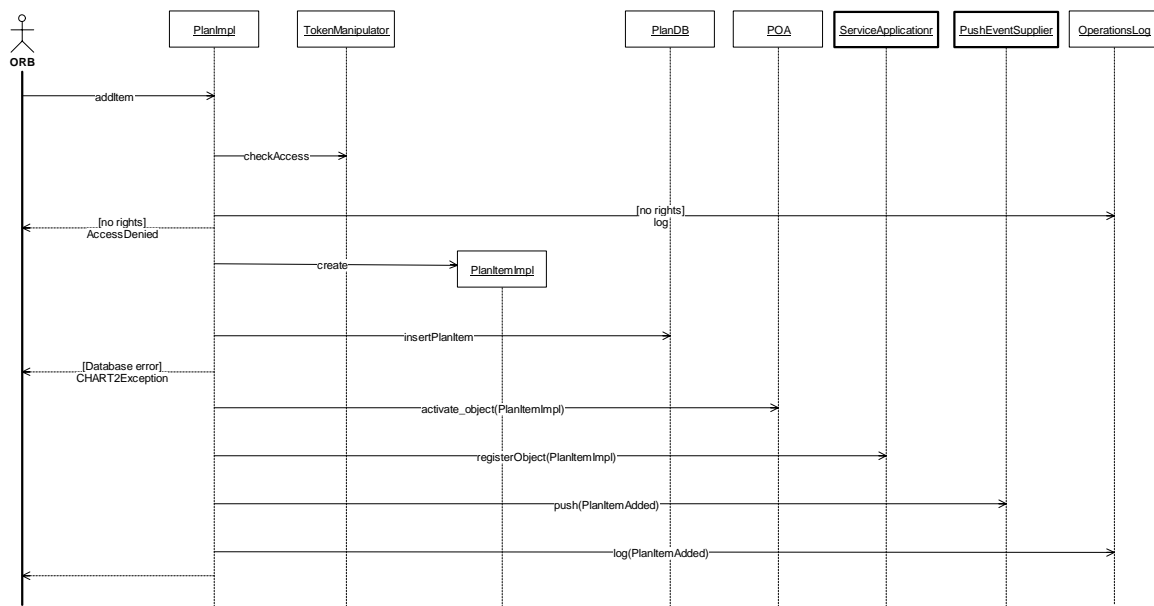 PlanImpl
TokenManipulator
PlanDB
POA
ServiceApplicationr
PushEventSupplier
OperationsLog
ORB
addItem
checkAccess
[no rights]
log
[no rights]
AccessDenied
create
PlanItemImpl
insertPlanItem
[Database error]
CHART2Exception
activate_object(PlanItemImpl)
registerObject(PlanItemImpl)
push(PlanItemAdded)
log(PlanItemAdded)